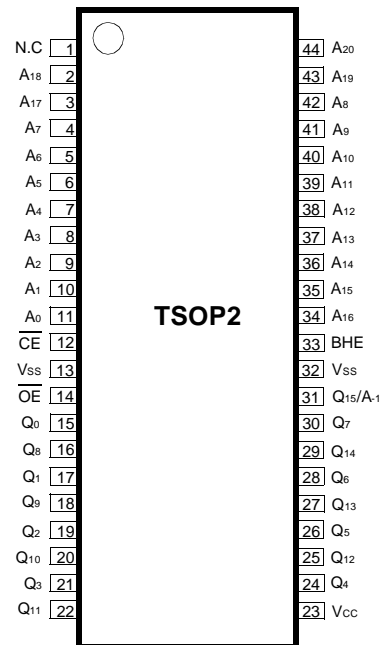 N.C 1 44 A20
A18 2 43 A19
A17 3 42 A8
A7 4 41 A9
A6 5 40 A10
A5 6 39 A11
A4 7 38 A12
A3 8 37 A13
A2 9 36 A14
A1 10 35 A15
A0 11 34 A16
TSOP2
CE 12 33 BHE
VSS 13 32 VSS
OE 14 31 Q15/A-1
Q0 15 30 Q7
Q8 16 29 Q14
Q1 17 28 Q6
Q9 18 27 Q13
Q2 19 26 Q5
Q10 20 25 Q12
Q3 21 24 Q4
Q11 22 23 VCC